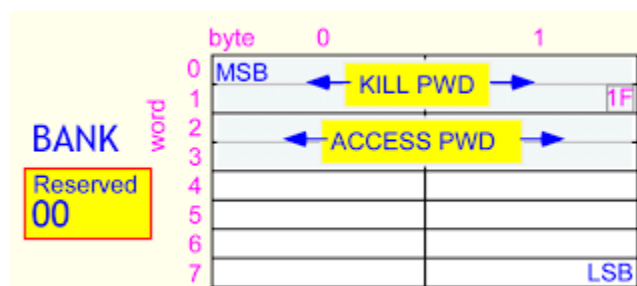 byte 0 1
0 MSB
KILL PWD
1 1F
2
BANK word ACCESS PWD
3
Reserved 4
00 5
6
7 LSB